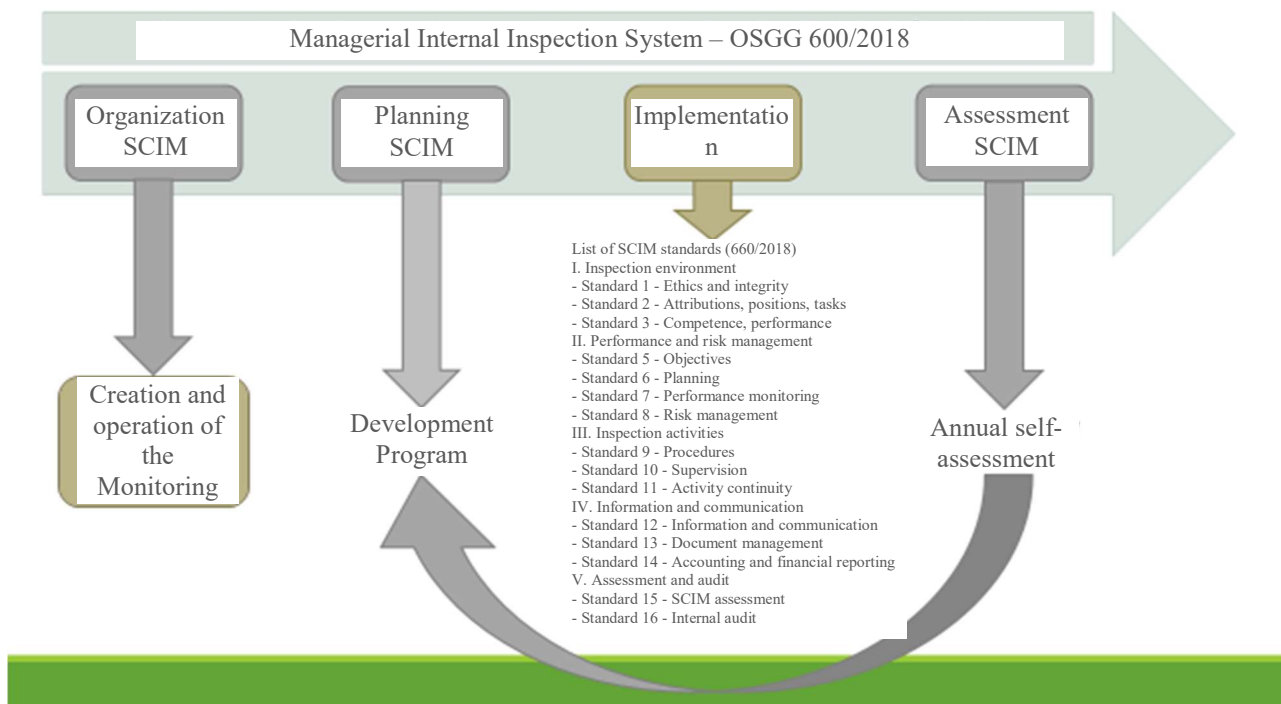 Managerial Internal Inspection System – OSGG 600/2018
Organization
SCIM
Planning
SCIM
Implementatio
n
Assessment
SCIM
Creation and
operation of
the
Monitoring
Development
Program
List of SCIM standards (660/2018)
I. Inspection environment
- Standard 1 - Ethics and integrity
- Standard 2 - Attributions, positions, tasks
- Standard 3 - Competence, performance
II. Performance and risk management
- Standard 5 - Objectives
- Standard 6 - Planning
- Standard 7 - Performance monitoring
- Standard 8 - Risk management
III. Inspection activities
- Standard 9 - Procedures
- Standard 10 - Supervision
- Standard 11 - Activity continuity
IV. Information and communication
- Standard 12 - Information and communication
- Standard 13 - Document management
- Standard 14 - Accounting and financial reporting
V. Assessment and audit
- Standard 15 - SCIM assessment
- Standard 16 - Internal audit
Annual self-
assessment